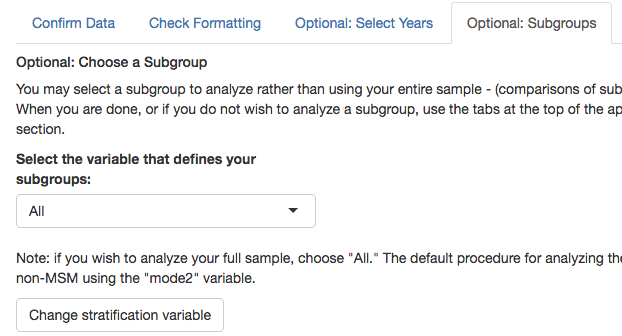 Confirm Data Check Formatting Optional: Select Years Optional: Subgroups
Optional: Choose a Subgroup
You may select a subgroup to analyze rather than using your entire sample - (comparisons of sub
When you are done, or if you do not wish to analyze a subgroup, use the tabs at the top of the ap
section.
Select the variable that defines your
subgroups:
All
Note: if you wish to analyze your full sample, choose "All." The default procedure for analyzing the
non-MSM using the "mode2" variable.
Change stratification variable